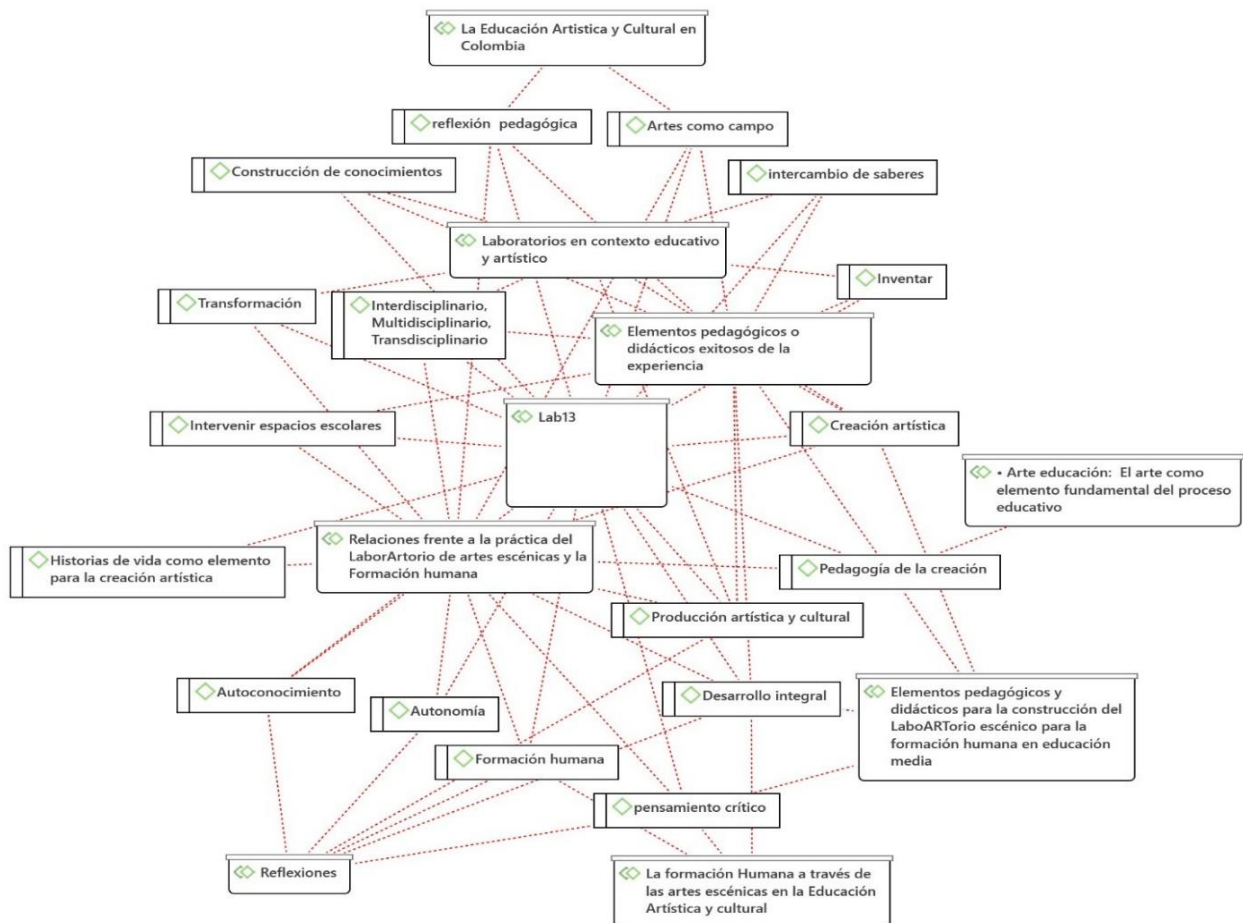 La Educación Artistica y Cultural en
Colombia
reflexión pedagógica
Artes como campo
Construcción de conocimientos
intercambio de saberes
Laboratorios en contexto educativo
y artístico
Inventar
Transformación
Interdisciplinario,
Multidisciplinario,
Transdisciplinario
Elementos pedagógicos o
didácticos exitosos de la
experiencia
Lab13
Intervenir espacios escolares
Creación artística
• Arte educación: El arte como
elemento fundamental del proceso
educativo
Relaciones frente a la práctica del
LaborArtorio de artes escénicas y la
Formación humana
Historias de vida como elemento
para la creación artística
Pedagogía de la creación
Producción artística y cultural
Autoconocimiento
Autonomía
Desarrollo integral
Elementos pedagógicos y
didácticos para la construcción del
LaboARTorio escénico para la
formación humana en educación
media
Formación humana
pensamiento crítico
Reflexiones
La formación Humana a través de
las artes escénicas en la Educación
Artística y cultural